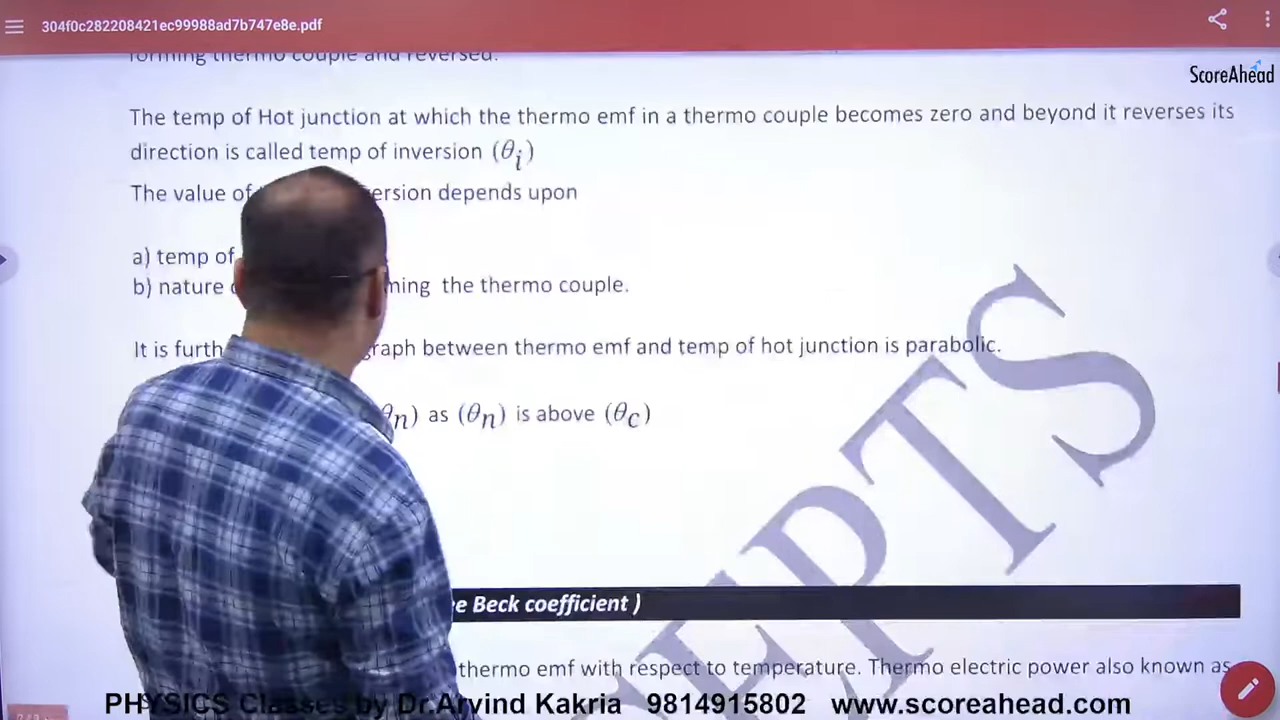 304f0c282208421ec99988ad7b747e8e.pdf
forming thermo couple and reversed.
ScoreAhead
The temp of Hot junction at which the thermo emf in a thermo couple becomes zero and beyond it reverses its
direction is called temp of inversion (θi)
The value of ersion depends upon
a) temp of
b) nature ming the thermo couple.
It is furth graph between thermo emf and temp of hot junction is parabolic.
θn) as (θn) is above (θc)
e Beck coefficient )
thermo emf with respect to temperature. Thermo electric power also known as
EPTS
PHYSICS Classes by Dr.Arvind Kakria 9814915802 www.scoreahead.com